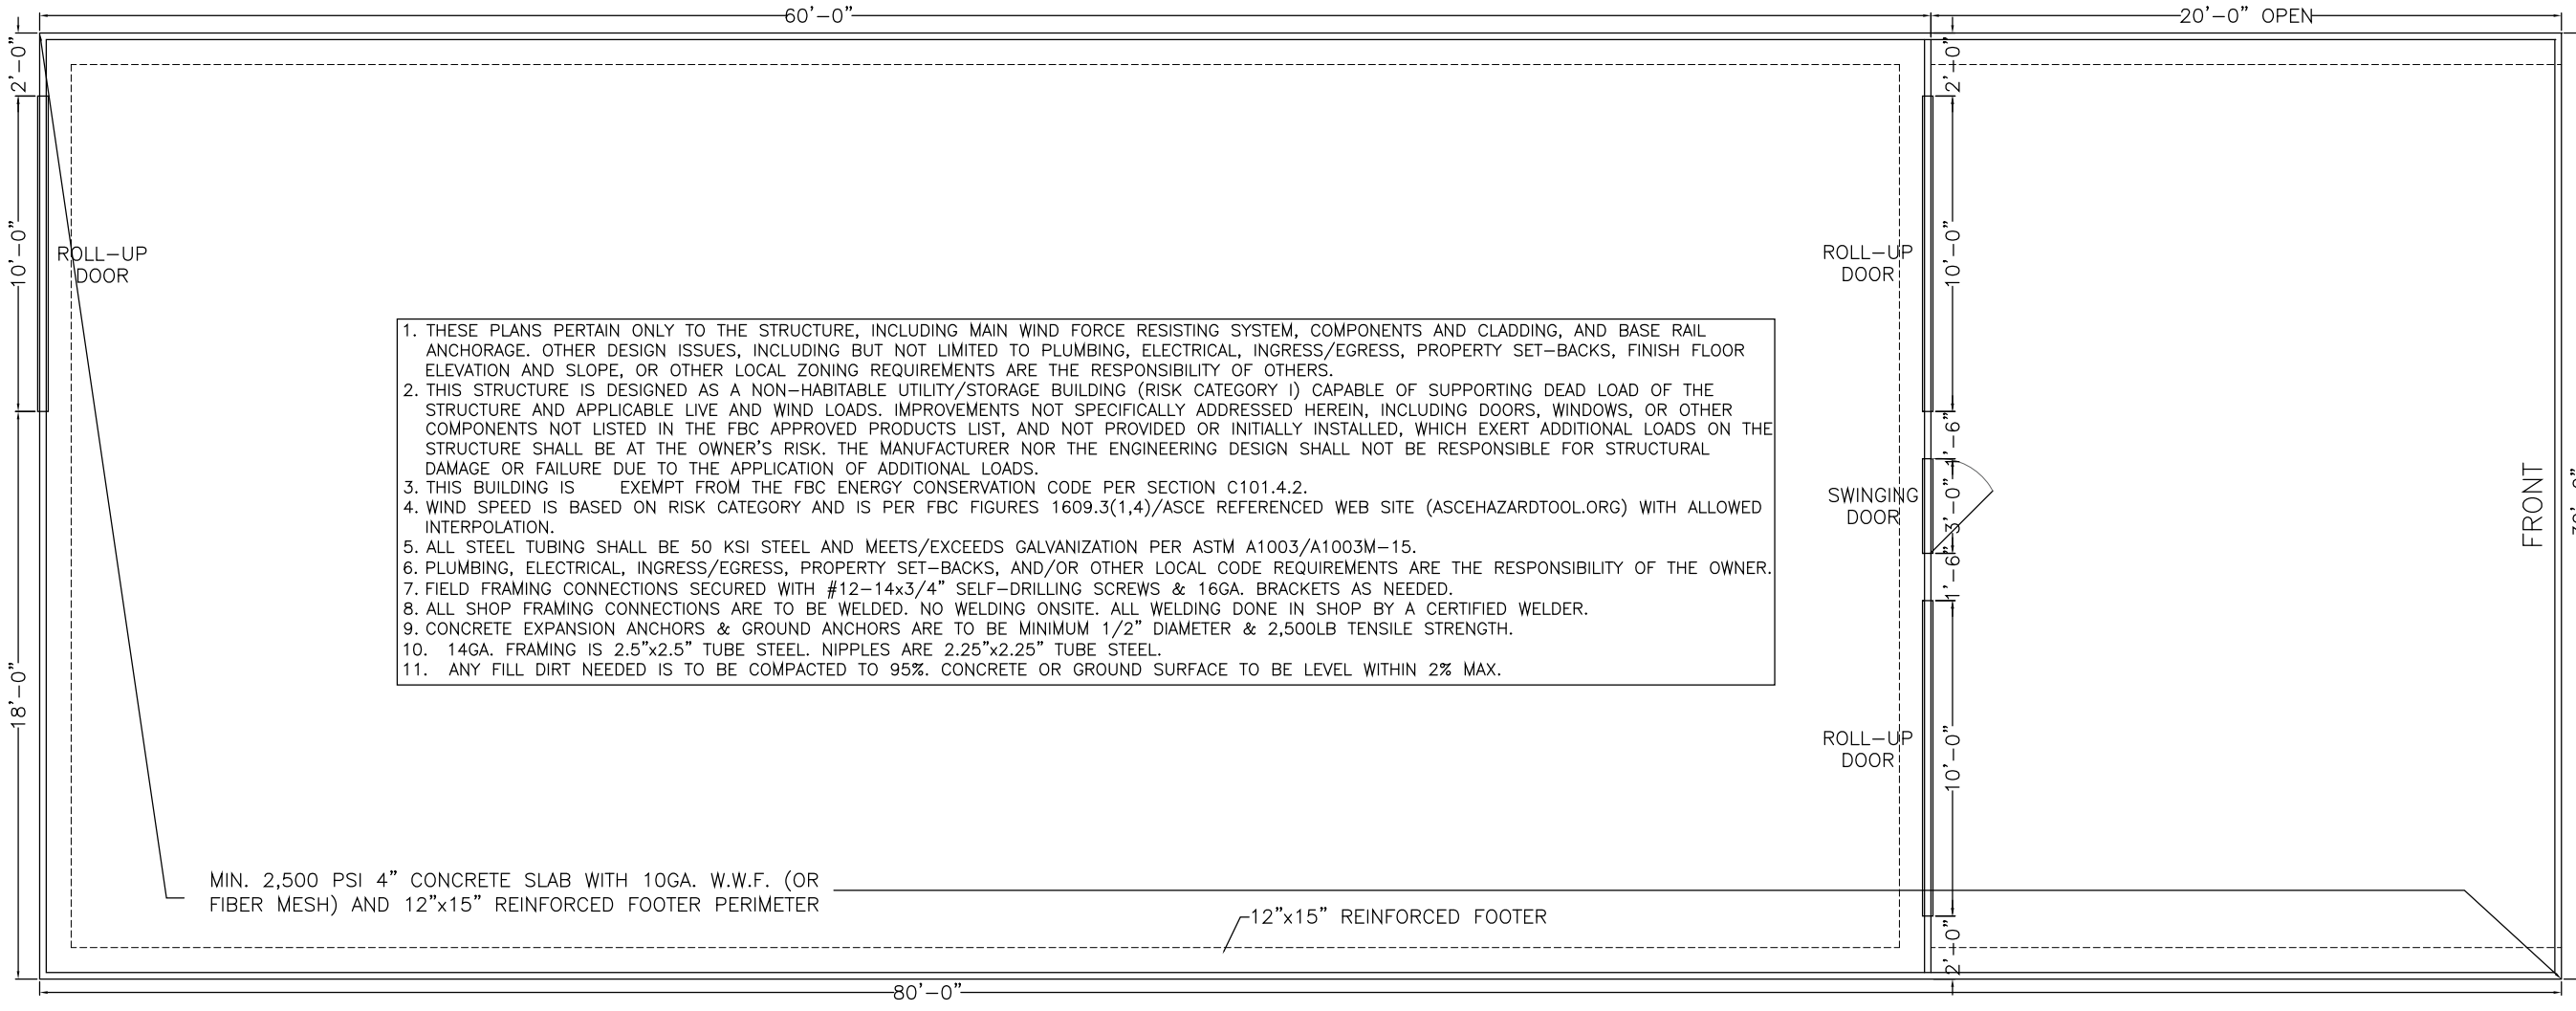 60'-0"
20'-0" OPEN
2'-0"
2'-0"
10'-0"
ROLL-UP
DOOR
ROLL-UP
DOOR
10'-0"
1. THESE PLANS PERTAIN ONLY TO THE STRUCTURE, INCLUDING MAIN WIND FORCE RESISTING SYSTEM, COMPONENTS AND CLADDING, AND BASE RAIL
ANCHORAGE. OTHER DESIGN ISSUES, INCLUDING BUT NOT LIMITED TO PLUMBING, ELECTRICAL, INGRESS/EGRESS, PROPERTY SET-BACKS, FINISH FLOOR
ELEVATION AND SLOPE, OR OTHER LOCAL ZONING REQUIREMENTS ARE THE RESPONSIBILITY OF OTHERS.
2. THIS STRUCTURE IS DESIGNED AS A NON-HABITABLE UTILITY/STORAGE BUILDING (RISK CATEGORY I) CAPABLE OF SUPPORTING DEAD LOAD OF THE
STRUCTURE AND APPLICABLE LIVE AND WIND LOADS. IMPROVEMENTS NOT SPECIFICALLY ADDRESSED HEREIN, INCLUDING DOORS, WINDOWS, OR OTHER
COMPONENTS NOT LISTED IN THE FBC APPROVED PRODUCTS LIST, AND NOT PROVIDED OR INITIALLY INSTALLED, WHICH EXERT ADDITIONAL LOADS ON THE
STRUCTURE SHALL BE AT THE OWNER'S RISK. THE MANUFACTURER NOR THE ENGINEERING DESIGN SHALL NOT BE RESPONSIBLE FOR STRUCTURAL
DAMAGE OR FAILURE DUE TO THE APPLICATION OF ADDITIONAL LOADS.
3. THIS BUILDING IS EXEMPT FROM THE FBC ENERGY CONSERVATION CODE PER SECTION C101.4.2.
4. WIND SPEED IS BASED ON RISK CATEGORY AND IS PER FBC FIGURES 1609.3(1,4)/ASCE REFERENCED WEB SITE (ASCEHAZARDTOOL.ORG) WITH ALLOWED
INTERPOLATION.
5. ALL STEEL TUBING SHALL BE 50 KSI STEEL AND MEETS/EXCEEDS GALVANIZATION PER ASTM A1003/A1003M-15.
6. PLUMBING, ELECTRICAL, INGRESS/EGRESS, PROPERTY SET-BACKS, AND/OR OTHER LOCAL CODE REQUIREMENTS ARE THE RESPONSIBILITY OF THE OWNER.
7. FIELD FRAMING CONNECTIONS SECURED WITH #12-14x3/4" SELF-DRILLING SCREWS & 16GA. BRACKETS AS NEEDED.
8. ALL SHOP FRAMING CONNECTIONS ARE TO BE WELDED. NO WELDING ONSITE. ALL WELDING DONE IN SHOP BY A CERTIFIED WELDER.
9. CONCRETE EXPANSION ANCHORS & GROUND ANCHORS ARE TO BE MINIMUM 1/2" DIAMETER & 2,500LB TENSILE STRENGTH.
10. 14GA. FRAMING IS 2.5"x2.5" TUBE STEEL. NIPPLES ARE 2.25"x2.25" TUBE STEEL.
11. ANY FILL DIRT NEEDED IS TO BE COMPACTED TO 95%. CONCRETE OR GROUND SURFACE TO BE LEVEL WITHIN 2% MAX.
1'-6"
SWINGING
DOOR
3'-0"
1'-6"
FRONT
18'-0"
ROLL-UP
DOOR
10'-0"
MIN. 2,500 PSI 4" CONCRETE SLAB WITH 10GA. W.W.F. (OR
FIBER MESH) AND 12"x15" REINFORCED FOOTER PERIMETER
12"x15" REINFORCED FOOTER
2'-0"
80'-0"